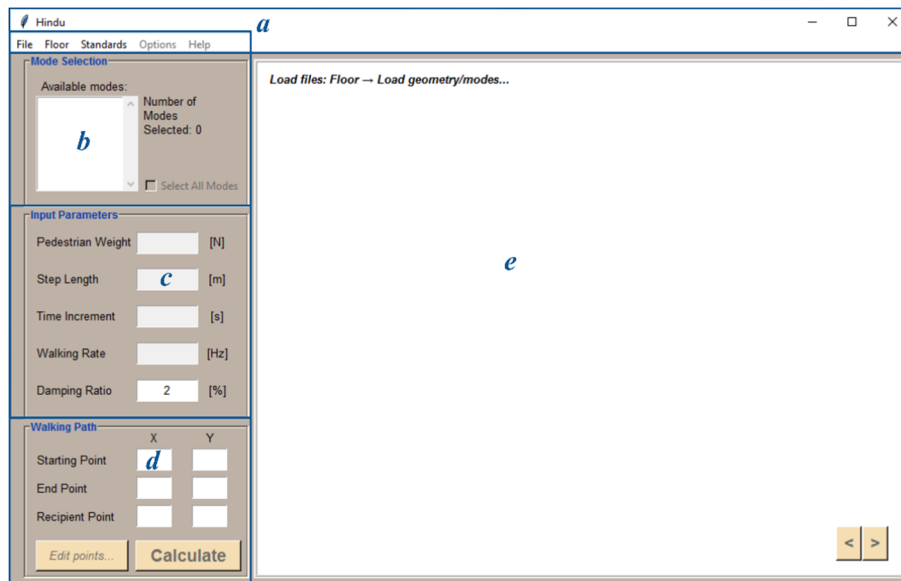 Hindu
a
File Floor Standards Options Help
Mode Selection
Available modes:
Number of
Modes
Selected: 0
b
Select All Modes
Load files: Floor → Load geometry/modes...
Input Parameters
Pedestrian Weight [N]
Step Length c [m]
Time Increment [s]
Walking Rate [Hz]
Damping Ratio 2 [%]
e
Walking Path
X Y
Starting Point d
End Point
Recipient Point
Edit points... Calculate
< >